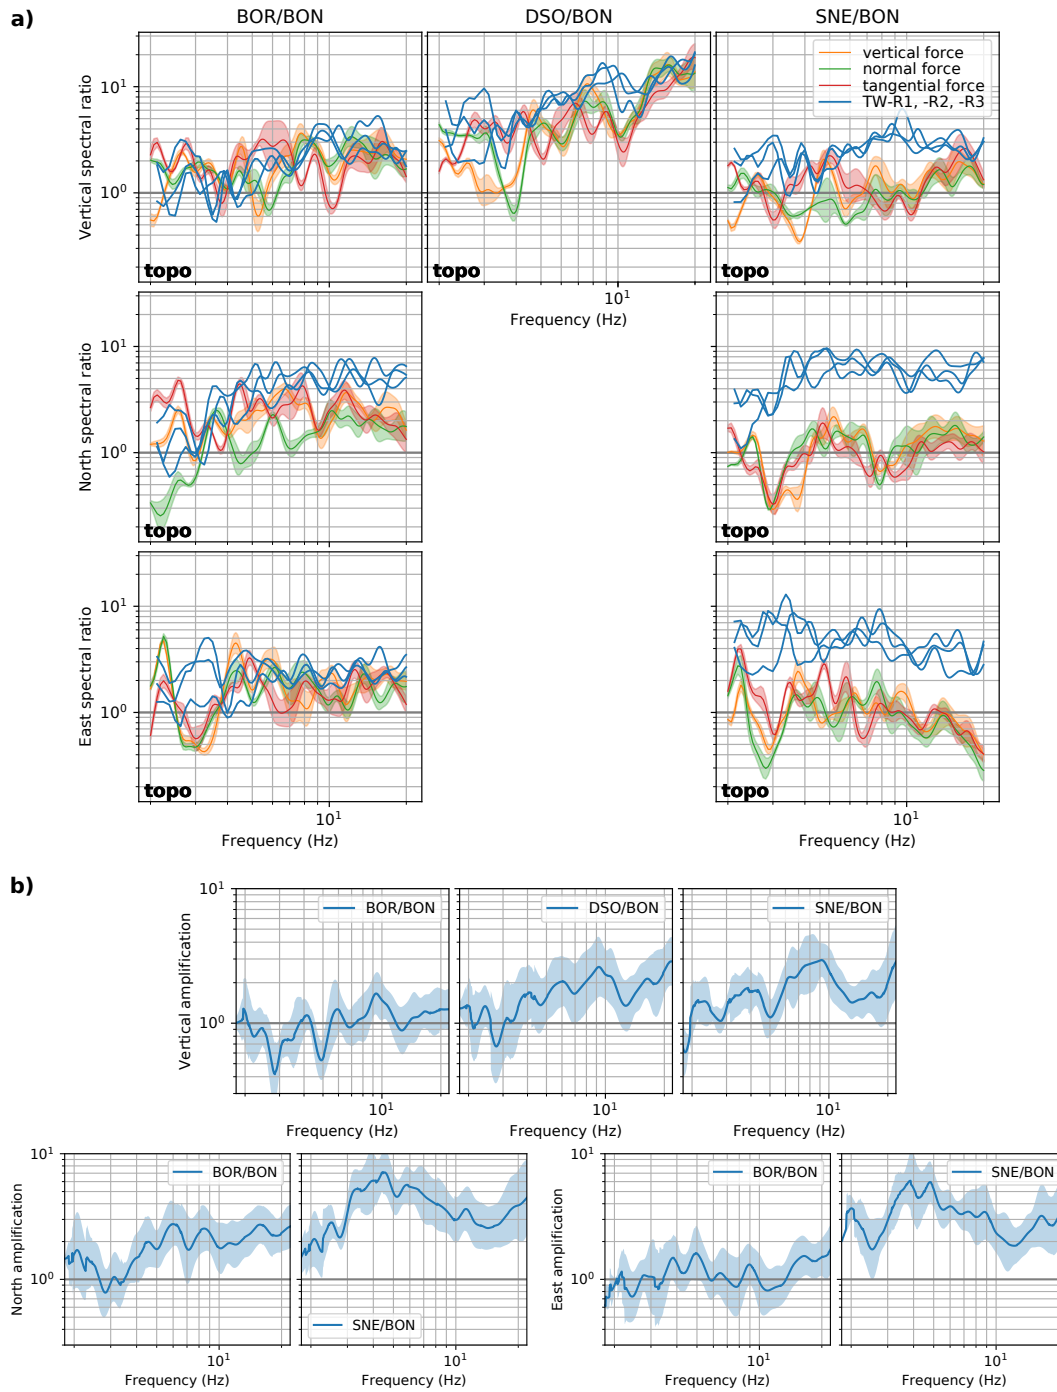 a)
BOR/BON
DSO/BON
SNE/BON
Vertical spectral ratio
10¹
10⁰
topo
10¹
Frequency (Hz)
vertical force
normal force
tangential force
TW-R1, -R2, -R3
topo
North spectral ratio
10¹
10⁰
topo
topo
East spectral ratio
10¹
10⁰
topo
10¹
Frequency (Hz)
topo
10¹
Frequency (Hz)
b)
Vertical amplification
10¹
10⁰
BOR/BON
10¹
Frequency (Hz)
DSO/BON
10¹
Frequency (Hz)
SNE/BON
10¹
Frequency (Hz)
North amplification
10¹
10⁰
BOR/BON
10¹
Frequency (Hz)
SNE/BON
10¹
Frequency (Hz)
East amplification
10¹
10⁰
BOR/BON
10¹
Frequency (Hz)
SNE/BON
10¹
Frequency (Hz)